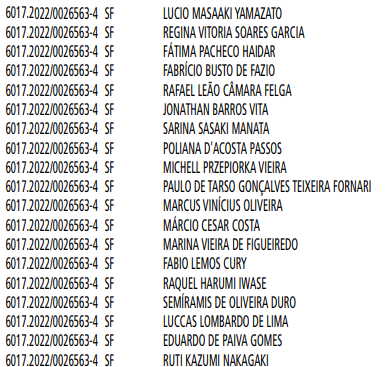 6017.2022/0026563-4 SF LUCIO MASAAKI YAMAZATO
6017.2022/0026563-4 SF REGINA VITORIA SOARES GARCIA
6017.2022/0026563-4 SF FÁTIMA PACHECO HAIDAR
6017.2022/0026563-4 SF FABRÍCIO BUSTO DE FAZIO
6017.2022/0026563-4 SF RAFAEL LEÃO CÂMARA FELGA
6017.2022/0026563-4 SF JONATHAN BARROS VITA
6017.2022/0026563-4 SF SARINA SASAKI MANATA
6017.2022/0026563-4 SF POLIANA D'ACOSTA PASSOS
6017.2022/0026563-4 SF MICHELL PRZEPIORKA VIEIRA
6017.2022/0026563-4 SF PAULO DE TARSO GONÇALVES TEIXEIRA FORNARI
6017.2022/0026563-4 SF MARCUS VINÍCIUS OLIVEIRA
6017.2022/0026563-4 SF MÁRCIO CESAR COSTA
6017.2022/0026563-4 SF MARINA VIEIRA DE FIGUEIREDO
6017.2022/0026563-4 SF FABIO LEMOS CURY
6017.2022/0026563-4 SF RAQUEL HARUMI IWASE
6017.2022/0026563-4 SF SEMÍRAMIS DE OLIVEIRA DURO
6017.2022/0026563-4 SF LUCCAS LOMBARDO DE LIMA
6017.2022/0026563-4 SF EDUARDO DE PAIVA GOMES
6017.2022/0026563-4 SF RUTI KAZUMI NAKAGAKI